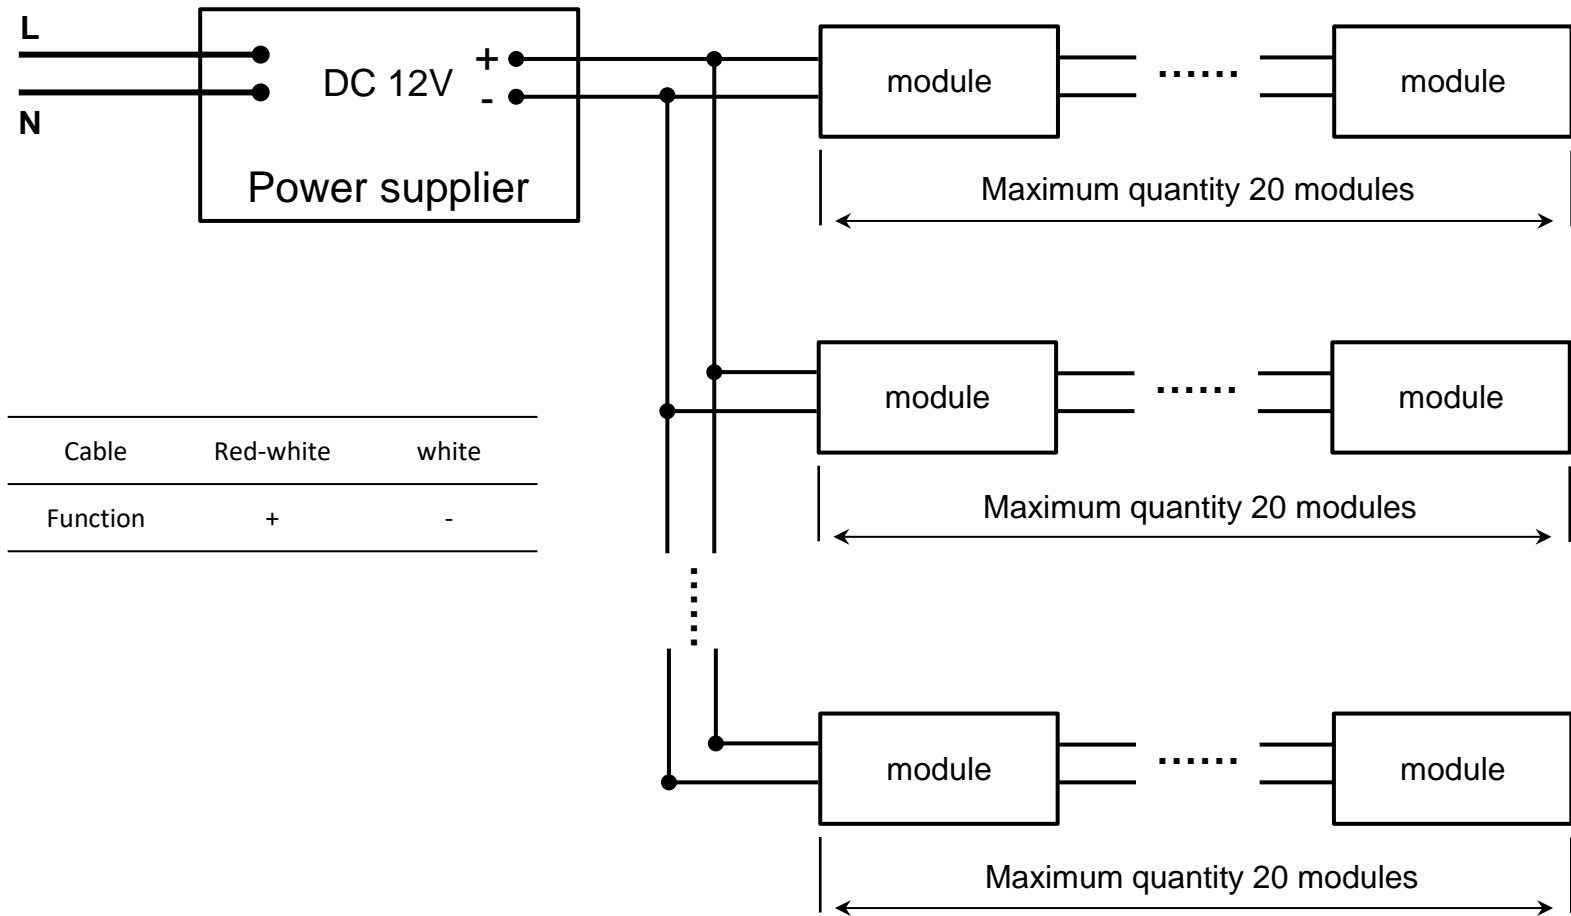 L
N
DC 12V
+
-
Power supplier
module ...... module
Maximum quantity 20 modules
module ...... module
Maximum quantity 20 modules
Cable Red-white white
Function + -
module ...... module
Maximum quantity 20 modules